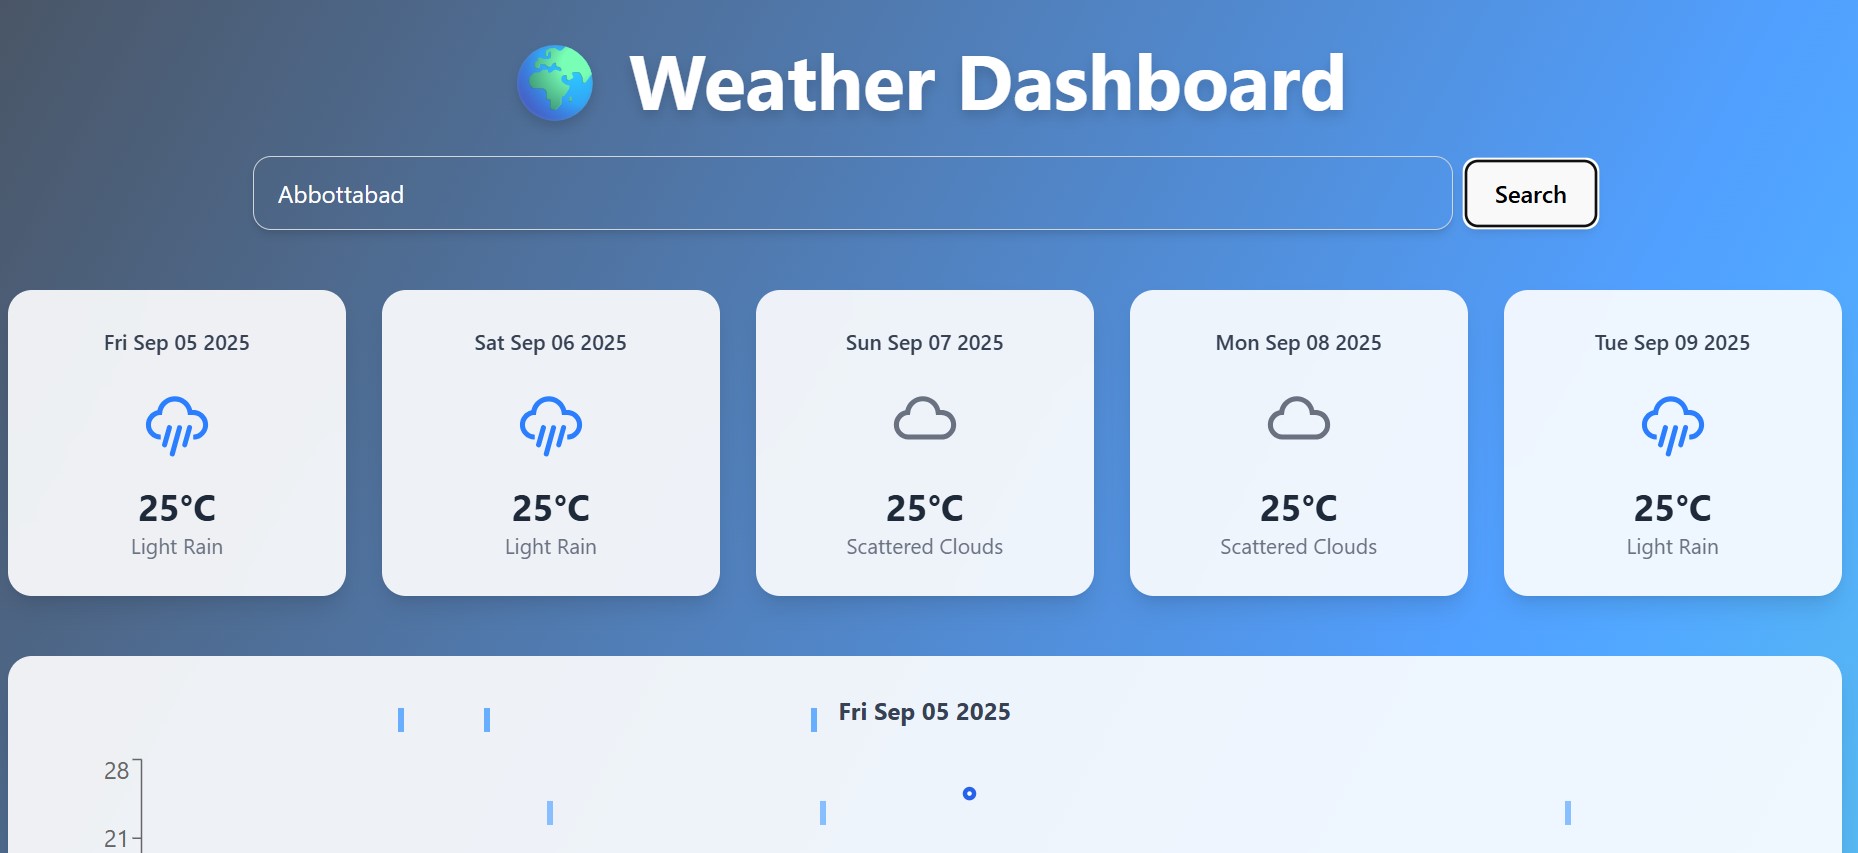 Weather Dashboard
Abbottabad
Search
Fri Sep 05 2025
25°C
Light Rain
Sat Sep 06 2025
25°C
Light Rain
Sun Sep 07 2025
25°C
Scattered Clouds
Mon Sep 08 2025
25°C
Scattered Clouds
Tue Sep 09 2025
25°C
Light Rain
Fri Sep 05 2025
28
21